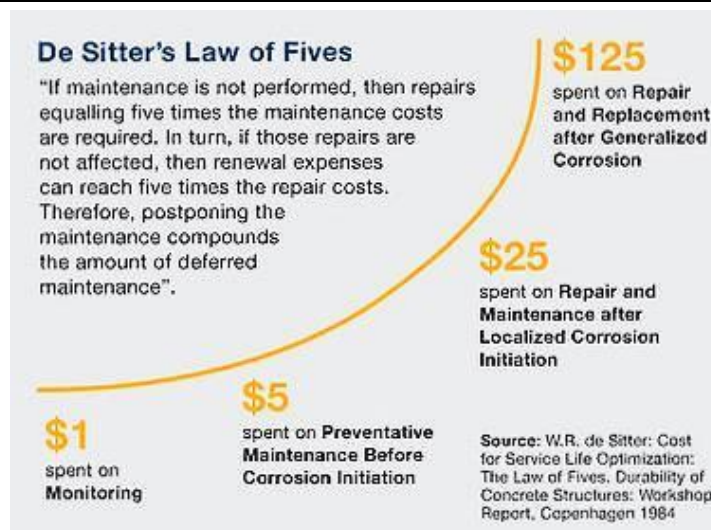 De Sitter's Law of Fives
"If maintenance is not performed, then repairs
equalling five times the maintenance costs
are required. In turn, if those repairs are
not affected, then renewal expenses
can reach five times the repair costs.
Therefore, postponing the
maintenance compounds
the amount of deferred
maintenance".
$125
spent on Repair
and Replacement
after Generalized
Corrosion
$25
spent on Repair and
Maintenance after
Localized Corrosion
Initiation
$5
spent on Preventative
Maintenance Before
Corrosion Initiation
$1
spent on
Monitoring
Source: W.R. de Sitter: Cost
for Service Life Optimization:
The Law of Fives. Durability of
Concrete Structures: Workshop
Report, Copenhagen 1984